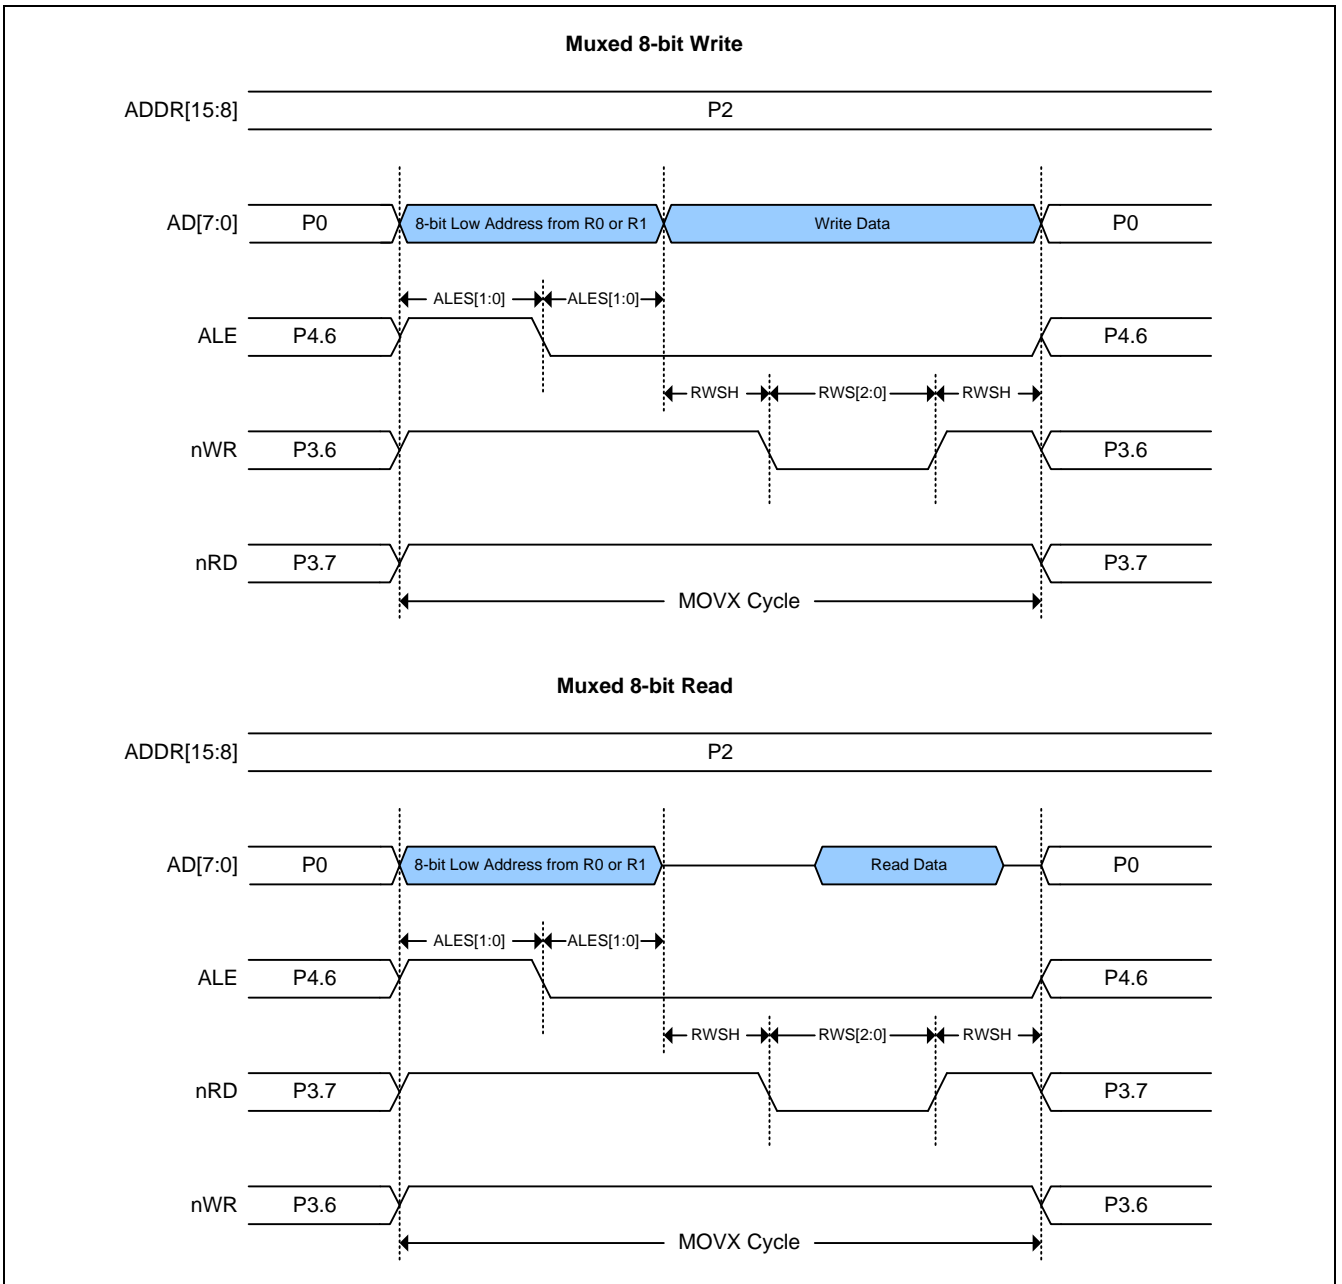 Muxed 8-bit Write
ADDR[15:8] P2
AD[7:0] P0 8-bit Low Address from R0 or R1 Write Data P0
ALES[1:0] ALES[1:0]
ALE P4.6 P4.6
RWSH RWS[2:0] RWSH
nWR P3.6 P3.6
nRD P3.7 P3.7
MOVX Cycle
Muxed 8-bit Read
ADDR[15:8] P2
AD[7:0] P0 8-bit Low Address from R0 or R1 Read Data P0
ALES[1:0] ALES[1:0]
ALE P4.6 P4.6
RWSH RWS[2:0] RWSH
nRD P3.7 P3.7
nWR P3.6 P3.6
MOVX Cycle